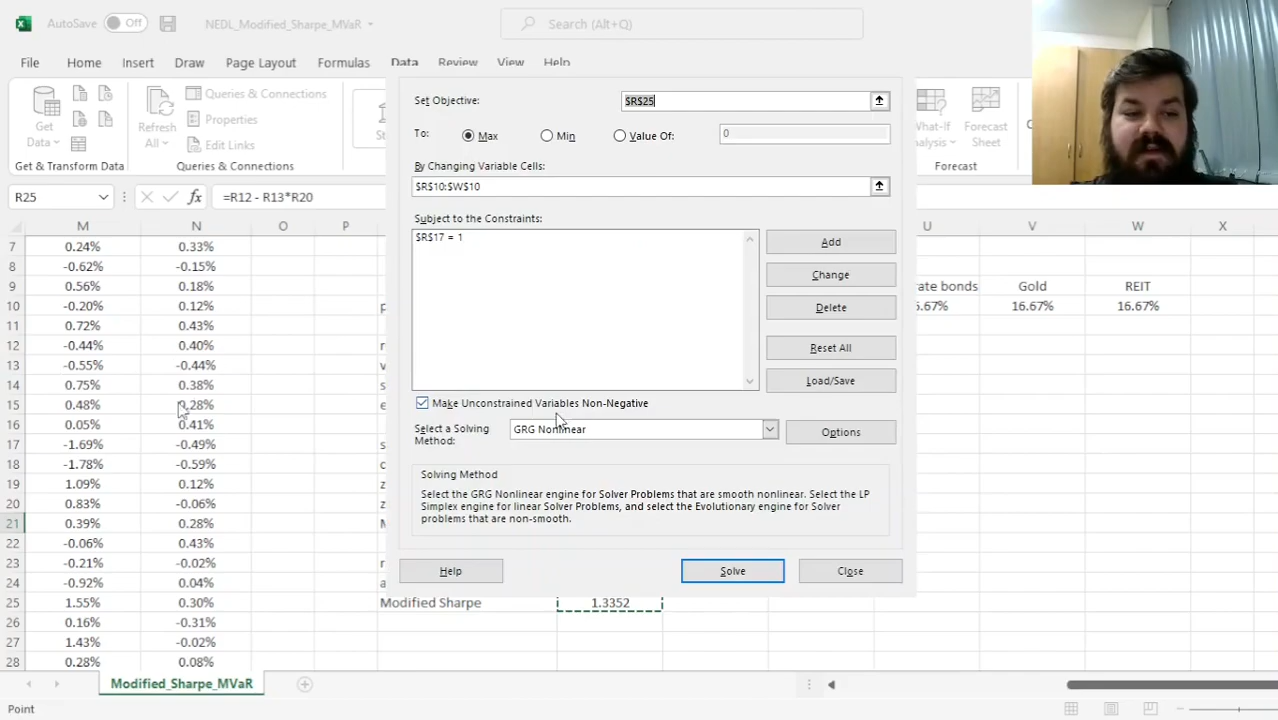 AutoSave Off NEDL_Modified_Sharpe_MVaR Search (Alt+Q)
File Home Insert Draw Page Layout Formulas Data Review View Help
Get Data
Refresh All
Queries & Connections
Properties
Edit Links
What-If Analysis
Forecast Sheet
Get & Transform Data Queries & Connections Forecast
R25 fx =R12 - R13*R20
M N O P U V W X
7 0.24% 0.33%
8 -0.62% -0.15%
9 0.56% 0.18% rate bonds Gold REIT
10 -0.20% 0.12% 16.67% 16.67%
11 0.72% 0.43%
12 -0.44% 0.40%
13 -0.55% -0.44%
14 0.75% 0.38%
15 0.48% 0.28%
16 0.05% 0.41%
17 -1.69% -0.49%
18 -1.78% -0.59%
19 1.09% 0.12%
20 0.83% -0.06%
21 0.39% 0.28%
22 -0.06% 0.43%
23 -0.21% -0.02%
24 -0.92% 0.04%
25 1.55% 0.30% Modified Sharpe 1.3352
26 0.16% -0.31%
27 1.43% -0.02%
28 0.28% 0.08%
Set Objective: $R$25
To: Max Min Value Of: 0
By Changing Variable Cells:
$R$10:$W$10
Subject to the Constraints:
$R$17 = 1
Add
Change
Delete
Reset All
Load/Save
Make Unconstrained Variables Non-Negative
Select a Solving Method: GRG Nonlinear Options
Solving Method
Select the GRG Nonlinear engine for Solver Problems that are smooth nonlinear. Select the LP
Simplex engine for linear Solver Problems, and select the Evolutionary engine for Solver
problems that are non-smooth.
Help Solve Close
Modified_Sharpe_MVaR
Point